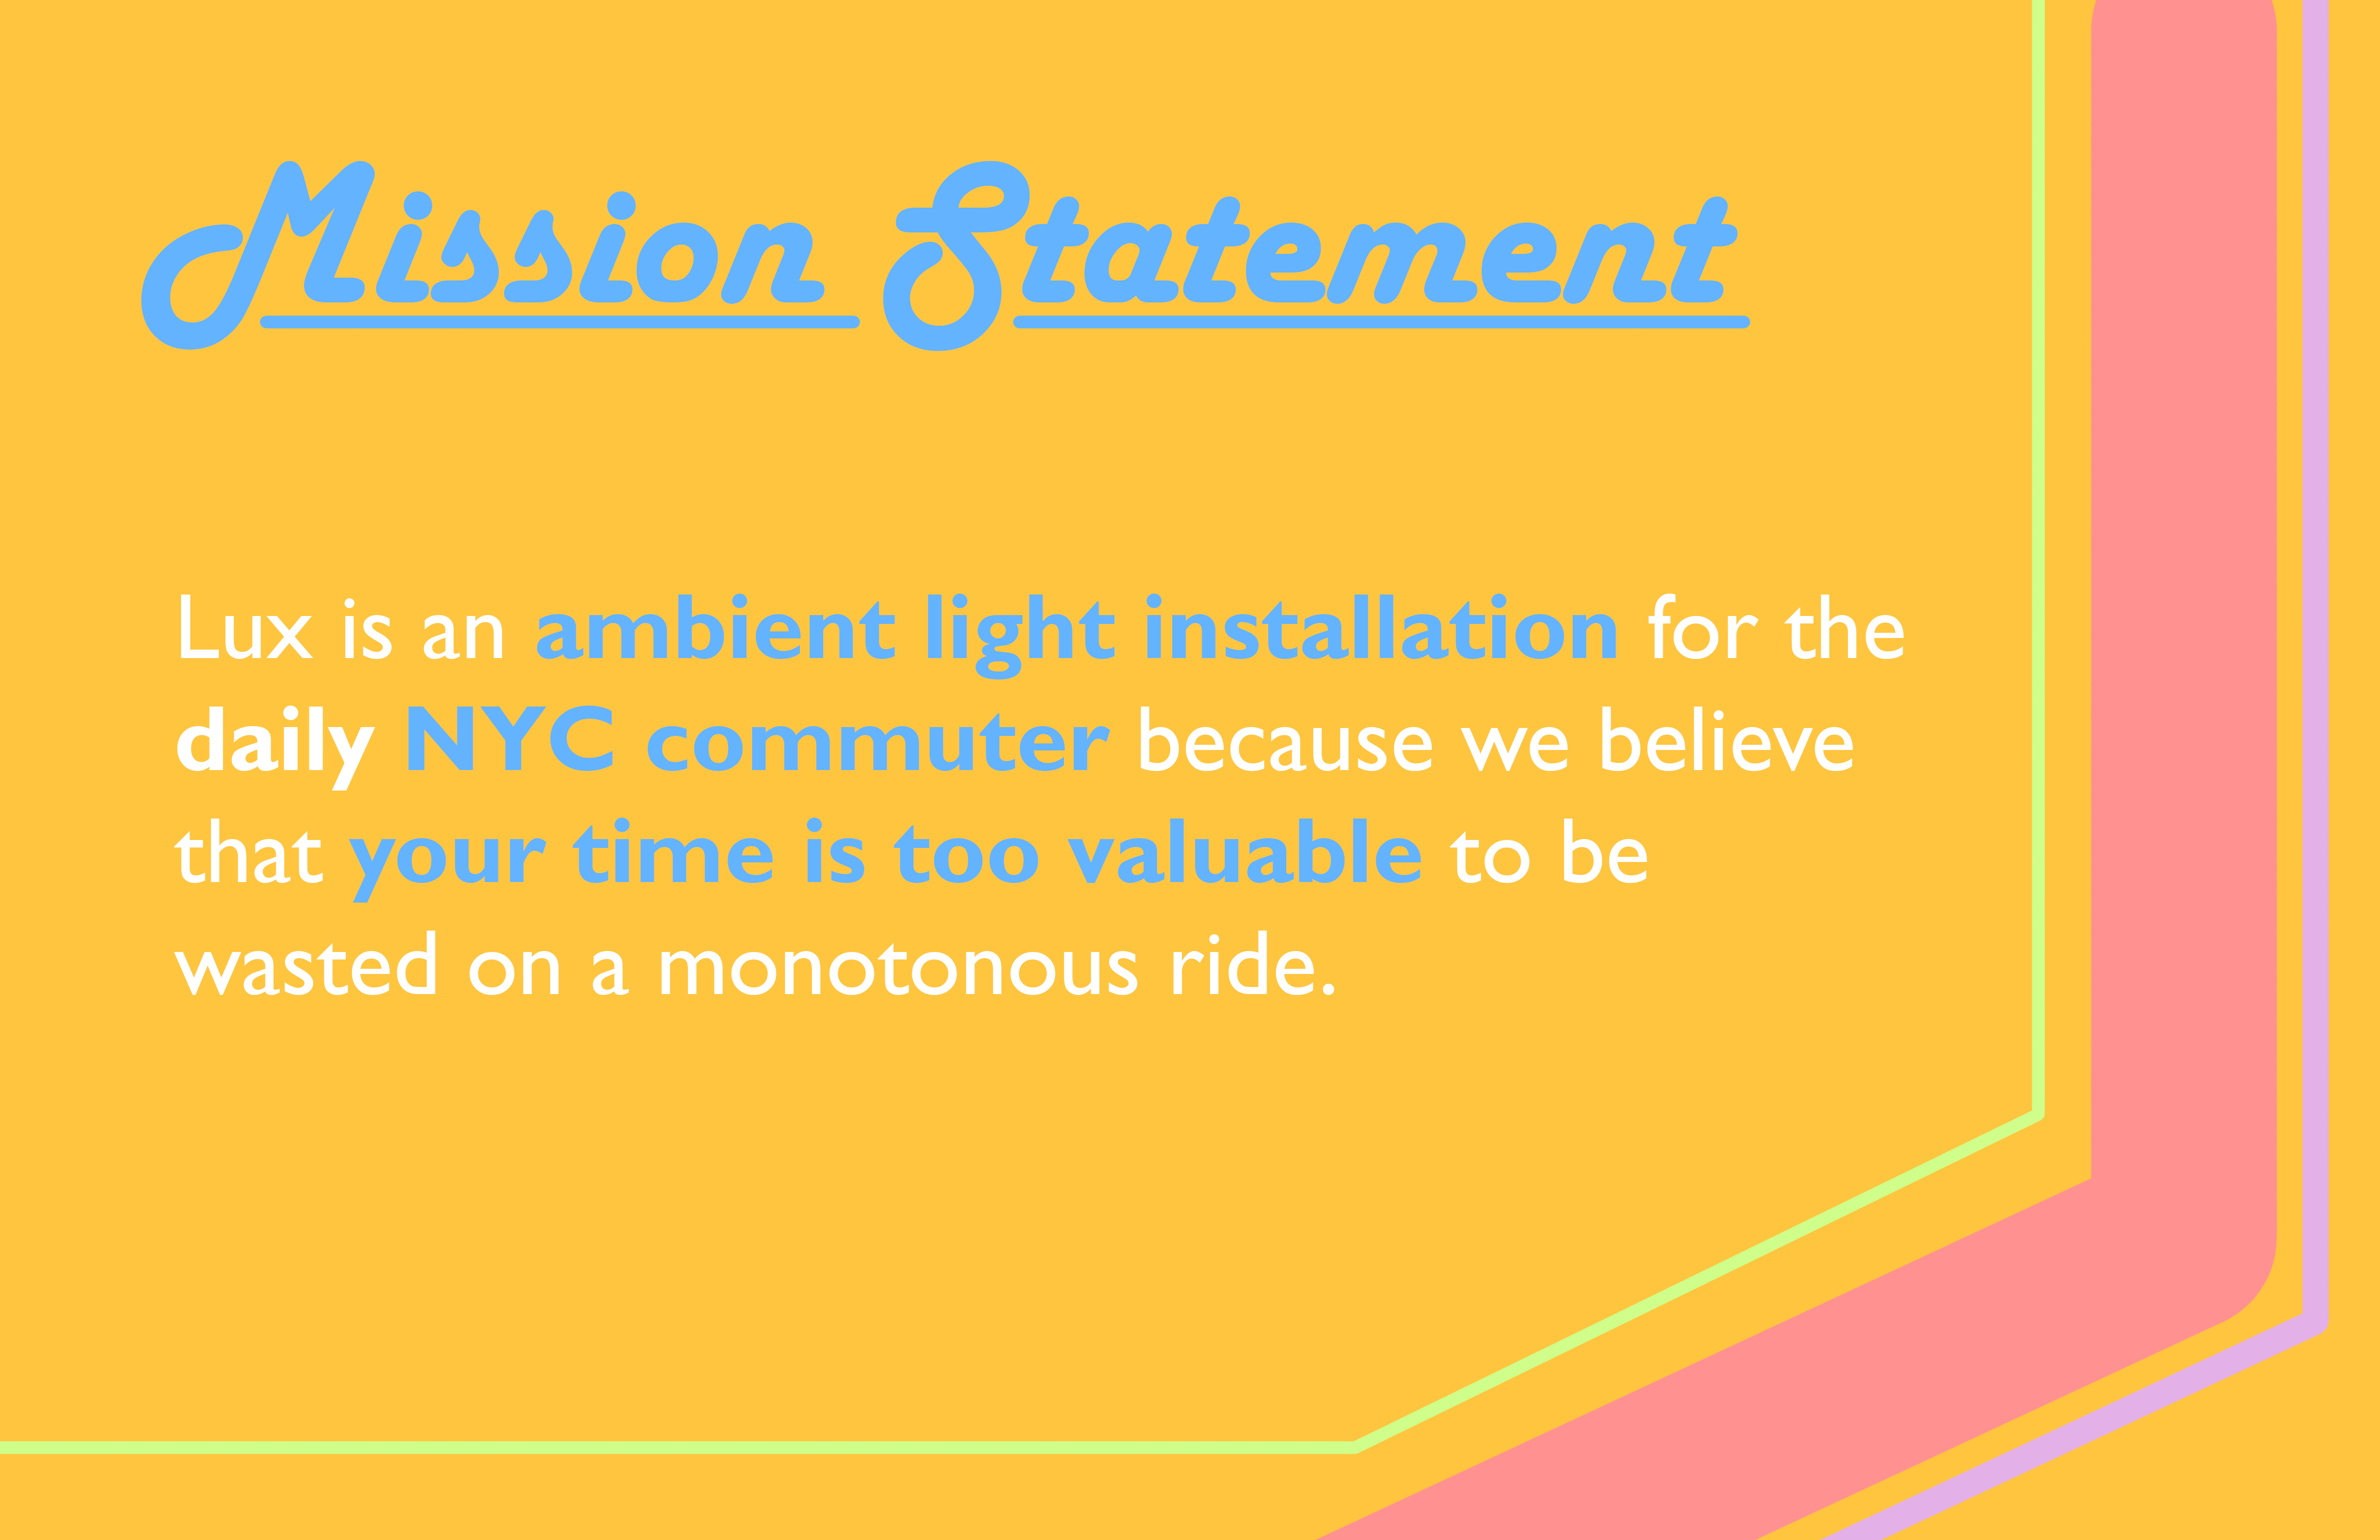 Mission Statement
Lux is an ambient light installation for the
daily NYC commuter because we believe
that your time is too valuable to be
wasted on a monotonous ride.